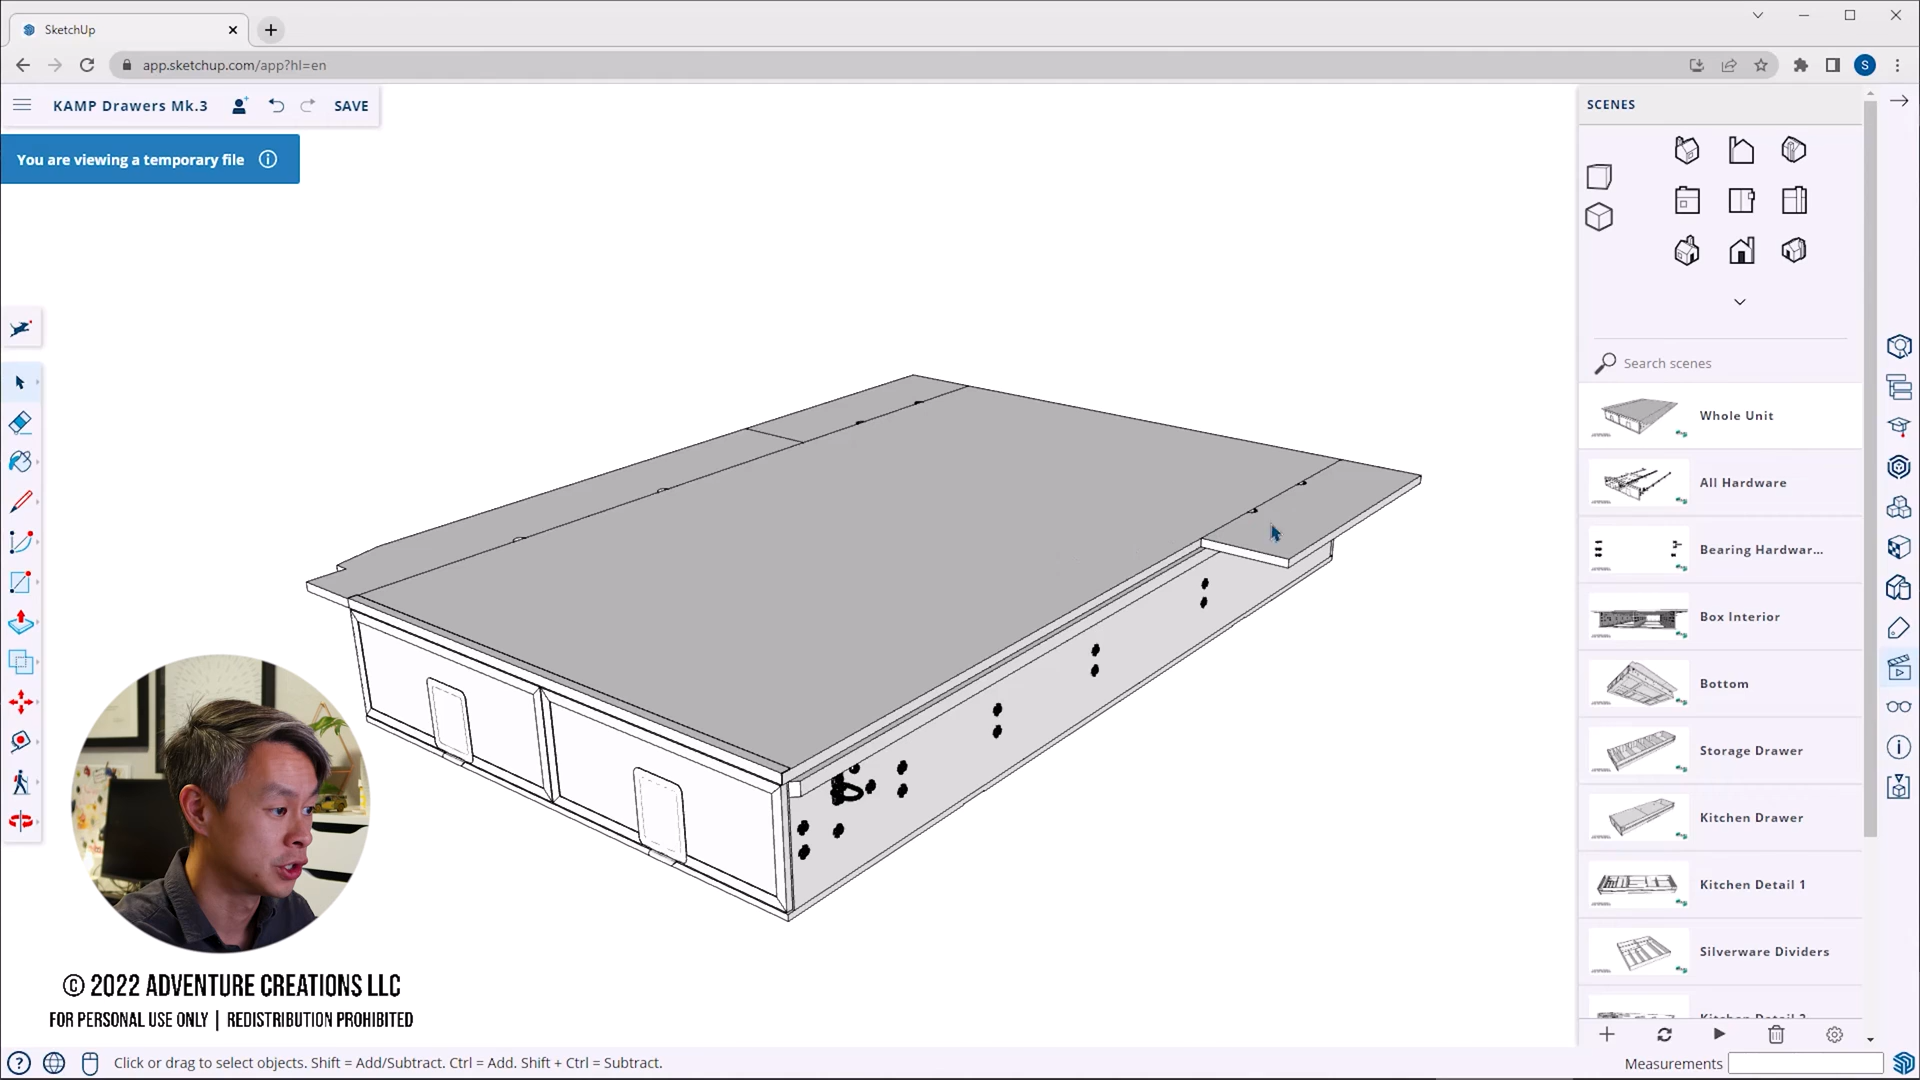 SketchUp
app.sketchup.com/app?hl=en
S
KAMP Drawers Mk.3
SAVE
You are viewing a temporary file
SCENES
Search scenes
Whole Unit
All Hardware
Bearing Hardwar...
Box Interior
Bottom
Storage Drawer
Kitchen Drawer
Kitchen Detail 1
Silverware Dividers
Kitchen Detail 2
© 2022 ADVENTURE CREATIONS LLC
FOR PERSONAL USE ONLY | REDISTRIBUTION PROHIBITED
Click or drag to select objects. Shift = Add/Subtract. Ctrl = Add. Shift + Ctrl = Subtract.
Measurements